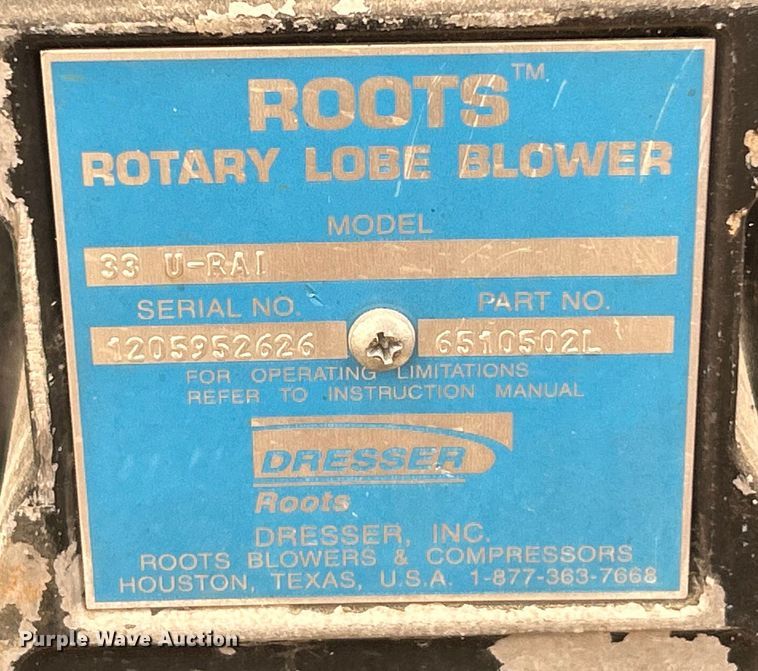 ROOTS™
ROTARY LOBE BLOWER
MODEL
33 U-RAI
SERIAL NO. PART NO.
1205952626 6510502L
FOR OPERATING LIMITATIONS
REFER TO INSTRUCTION MANUAL
DRESSER
Roots
DRESSER, INC.
ROOTS BLOWERS & COMPRESSORS
HOUSTON, TEXAS, U.S.A. 1-877-363-7668
Purple Wave Auction